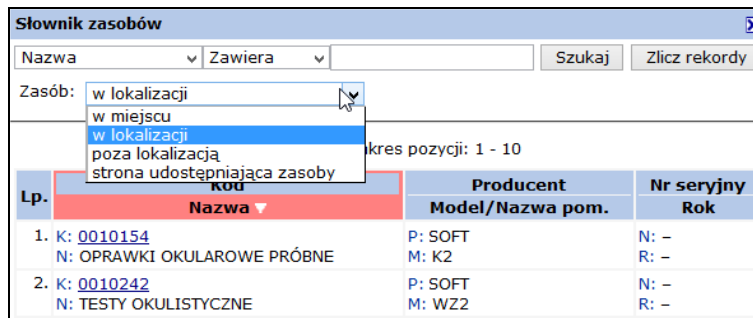 Słownik zasobów
Nazwa Zawiera Szukaj Zlicz rekordy
Zasób: w lokalizacji
w miejscu
w lokalizacji
poza lokalizacją
strona udostępniająca zasoby
kres pozycji: 1 - 10
Lp. Kod Producent Nr seryjny
Nazwa Model/Nazwa pom. Rok
1. K: 0010154 P: SOFT N: –
N: OPRAWKI OKULAROWE PRÓBNE M: K2 R: –
2. K: 0010242 P: SOFT N: –
N: TESTY OKULISTYCZNE M: WZ2 R: –